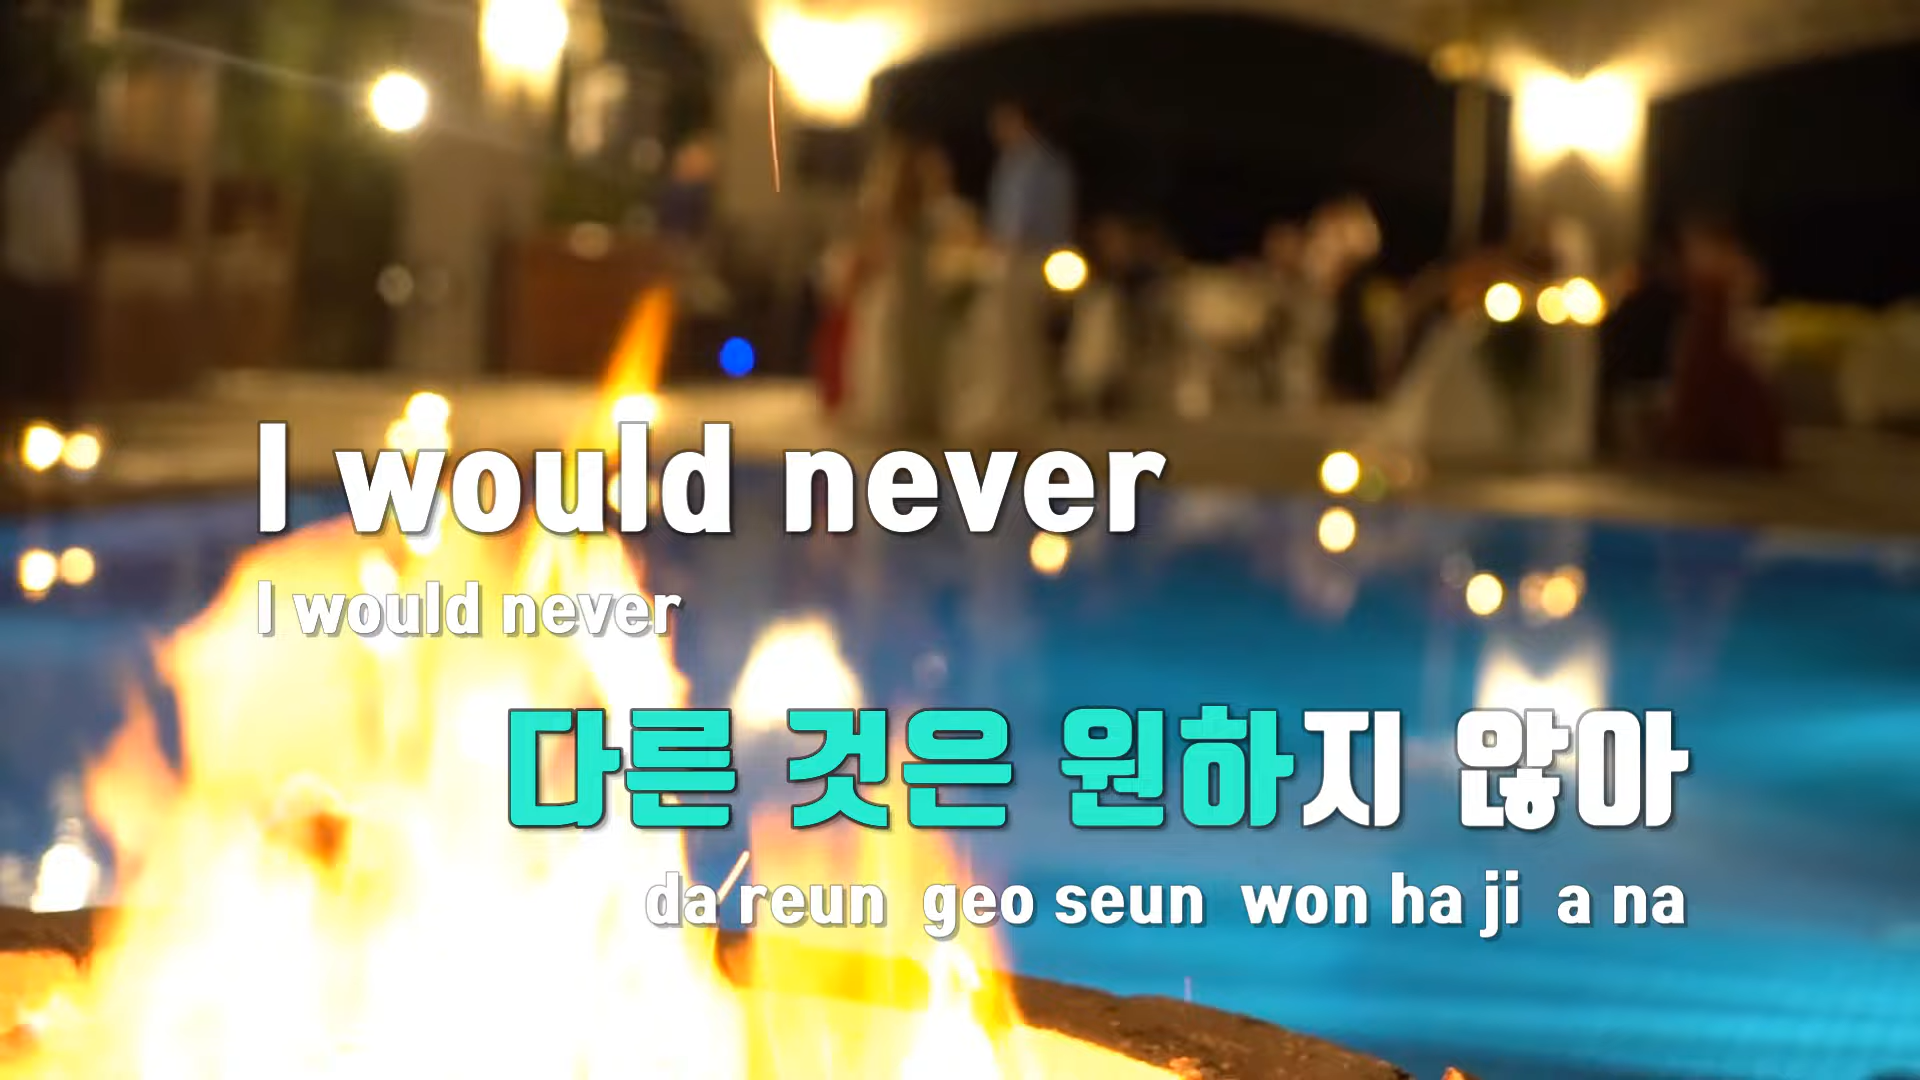 I would never
I would never
다른 것은 원하지 않아
da reun geo seun won ha ji a na